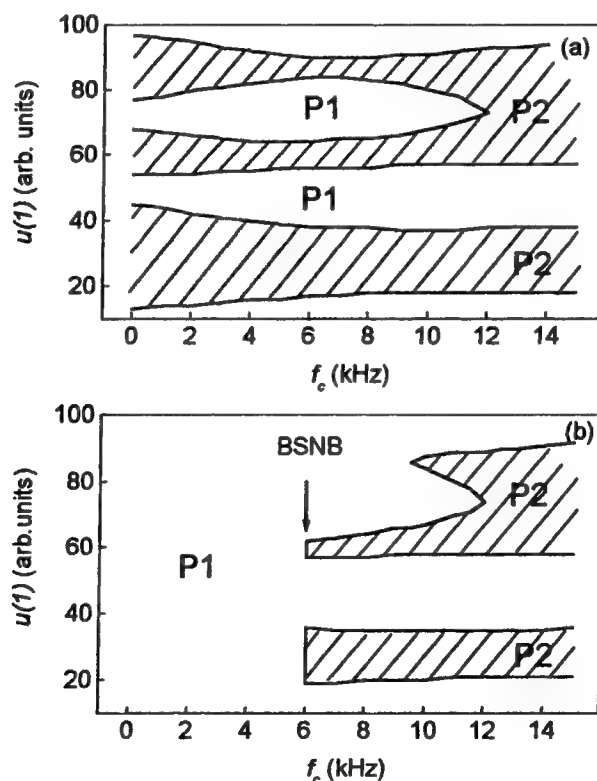 (a)
100
80
60
40
20
u(1) (arb. units)
P1
P2
P1
P2
0 2 4 6 8 10 12 14
f_c (kHz)
(b)
100
80
60
40
20
u(1) (arb.units)
BSNB
P1
P2
P2
0 2 4 6 8 10 12 14
f_c (kHz)